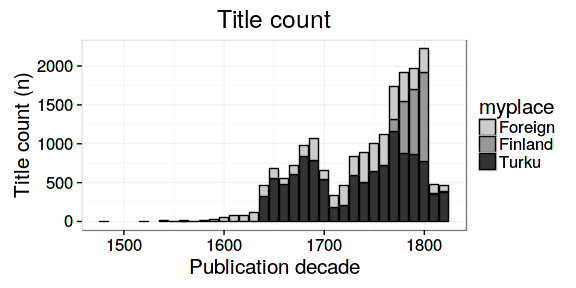 Title count
Title count (n)
2000
1500
1000
500
0
1500
1600
1700
1800
Publication decade
myplace
Foreign
Finland
Turku